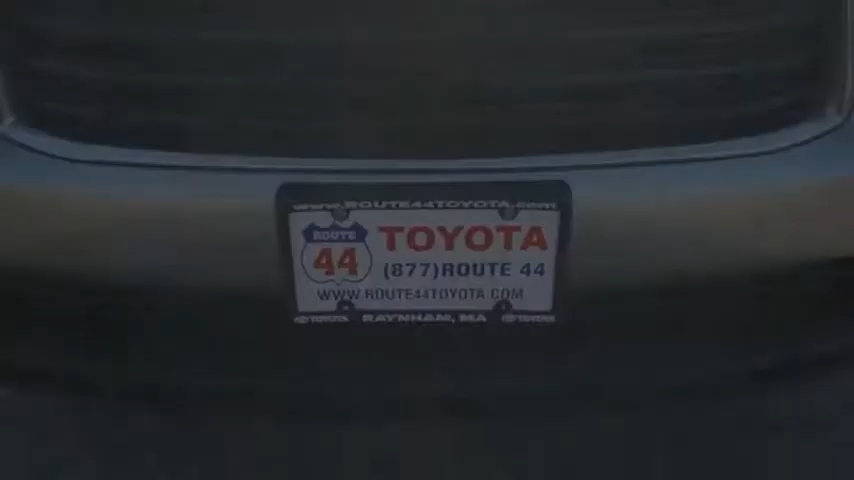 www.ROUTE44TOYOTA.com
ROUTE
44
TOYOTA
(877)ROUTE 44
WWW.ROUTE44TOYOTA.COM
TOYOTA RAYNHAM, MA TOYOTA